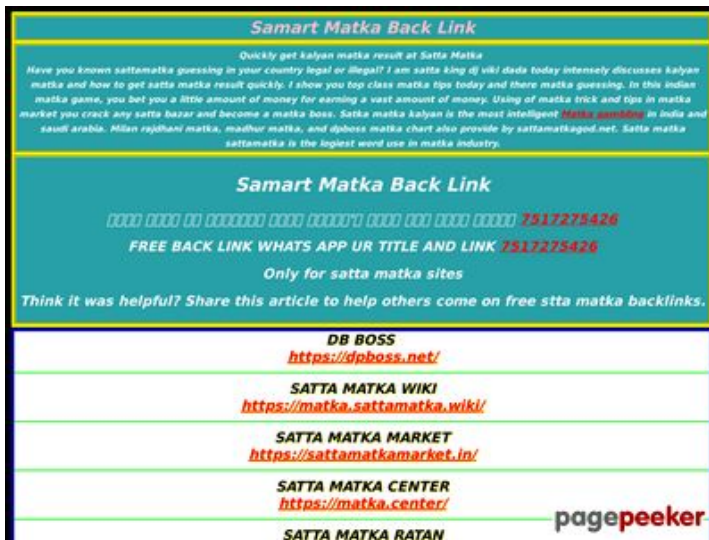 Samart Matka Back Link
Quickly get kalyan matka result at Satta Matka
Have you known sattamatka guessing in your country legal or illegal? I am satta king dj viki dada today intensely discusses kalyan
matka and how to get satta matka result quickly. I show you top class matka tips today and there matka guessing. In this indian
matka game, you bet you a little amount of money for earning a vast amount of money. Using of matka trick and tips in matka
market you crack any satta bazar and become a matka boss. Satka matka kalyan is the most intelligent Matka gambling in india and
saudi arabia. Milan rajdhani matka, madhur matka, and dpboss matka chart also provide by sattamatkagod.net. Satta matka
sattamatka is the logiest word use in matka industry.
Samart Matka Back Link
7517275426
FREE BACK LINK WHATS APP UR TITLE AND LINK 7517275426
Only for satta matka sites
Think it was helpful? Share this article to help others come on free stta matka backlinks.
DB BOSS
https://dpboss.net/
SATTA MATKA WIKI
https://matka.sattamatka.wiki/
SATTA MATKA MARKET
https://sattamatkamarket.in/
SATTA MATKA CENTER
https://matka.center/
SATTA MATKA RATAN
pagepeeker